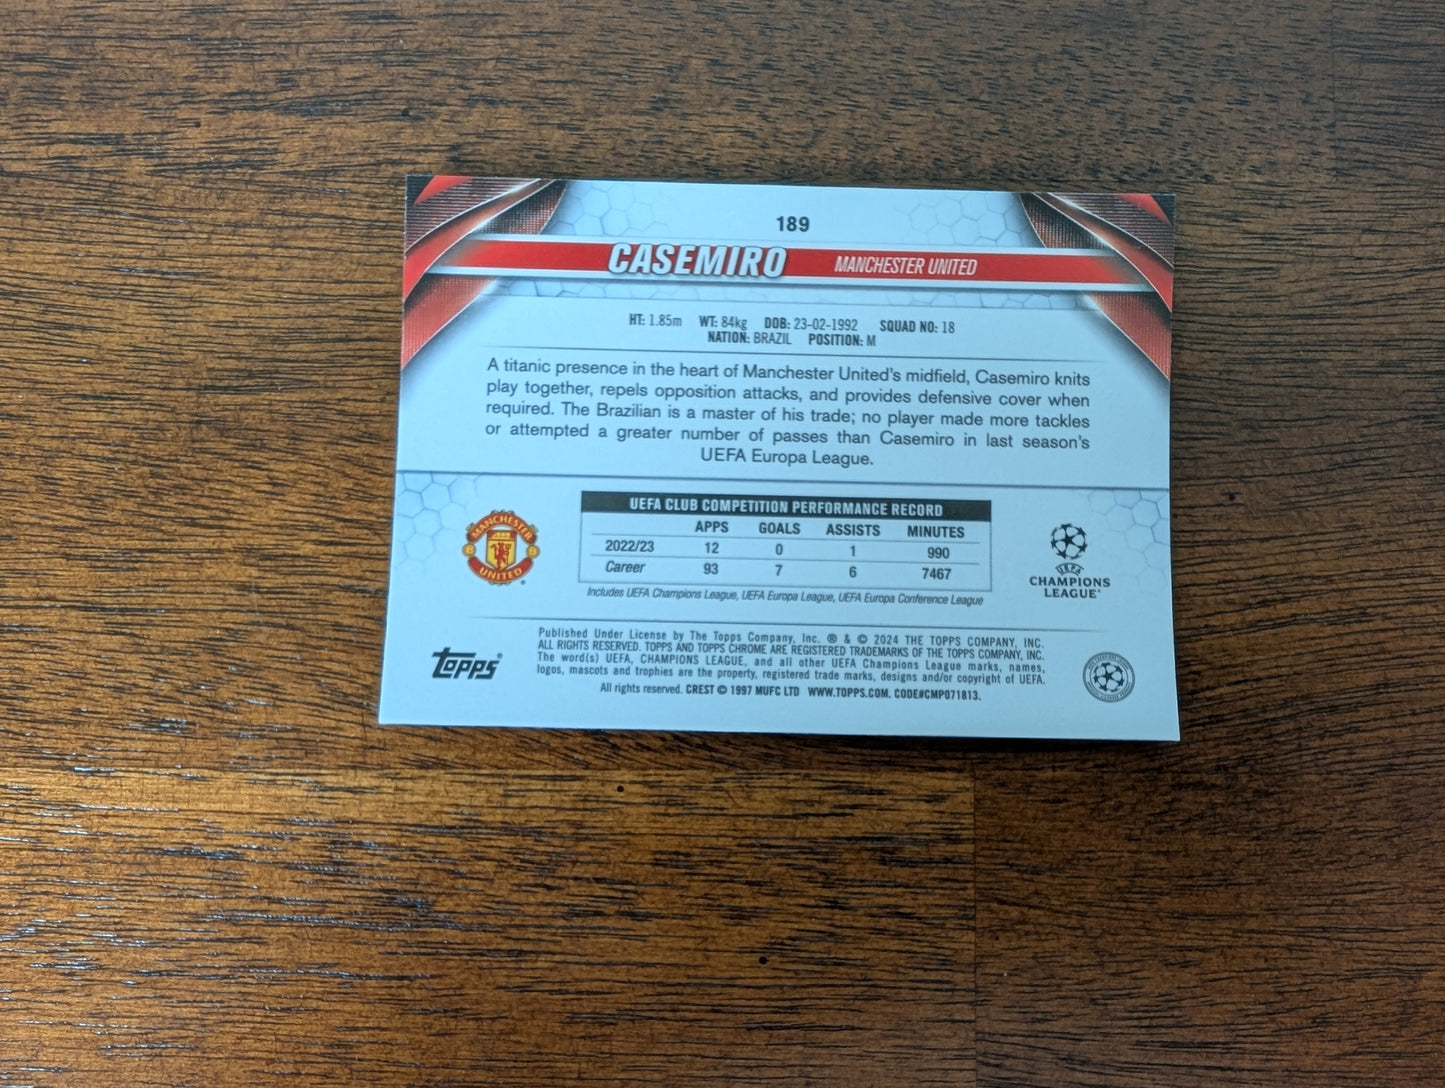 189
CASEMIRO MANCHESTER UNITED
HT: 1.85m WT: 84kg DOB: 23-02-1992 SQUAD NO: 18
NATION: BRAZIL POSITION: M
A titanic presence in the heart of Manchester United's midfield, Casemiro knits
play together, repels opposition attacks, and provides defensive cover when
required. The Brazilian is a master of his trade; no player made more tackles
or attempted a greater number of passes than Casemiro in last season's
UEFA Europa League.
UEFA CLUB COMPETITION PERFORMANCE RECORD
APPS GOALS ASSISTS MINUTES
2022/23 12 0 1 990
Career 93 7 6 7467
Includes UEFA Champions League, UEFA Europa League, UEFA Europa Conference League
MANCHESTER
UNITED
UEFA
CHAMPIONS
LEAGUE
topps
Published Under License by The Topps Company, Inc. ® & © 2024 THE TOPPS COMPANY, INC.
ALL RIGHTS RESERVED. TOPPS AND TOPPS CHROME ARE REGISTERED TRADEMARKS OF THE TOPPS COMPANY, INC.
The word(s) UEFA, CHAMPIONS LEAGUE, and all other UEFA Champions League marks, names,
logos, mascots and trophies are the property, registered trade marks, designs and/or copyright of UEFA.
All rights reserved. CREST © 1997 MUFC LTD WWW.TOPPS.COM. CODE#CMP071813.